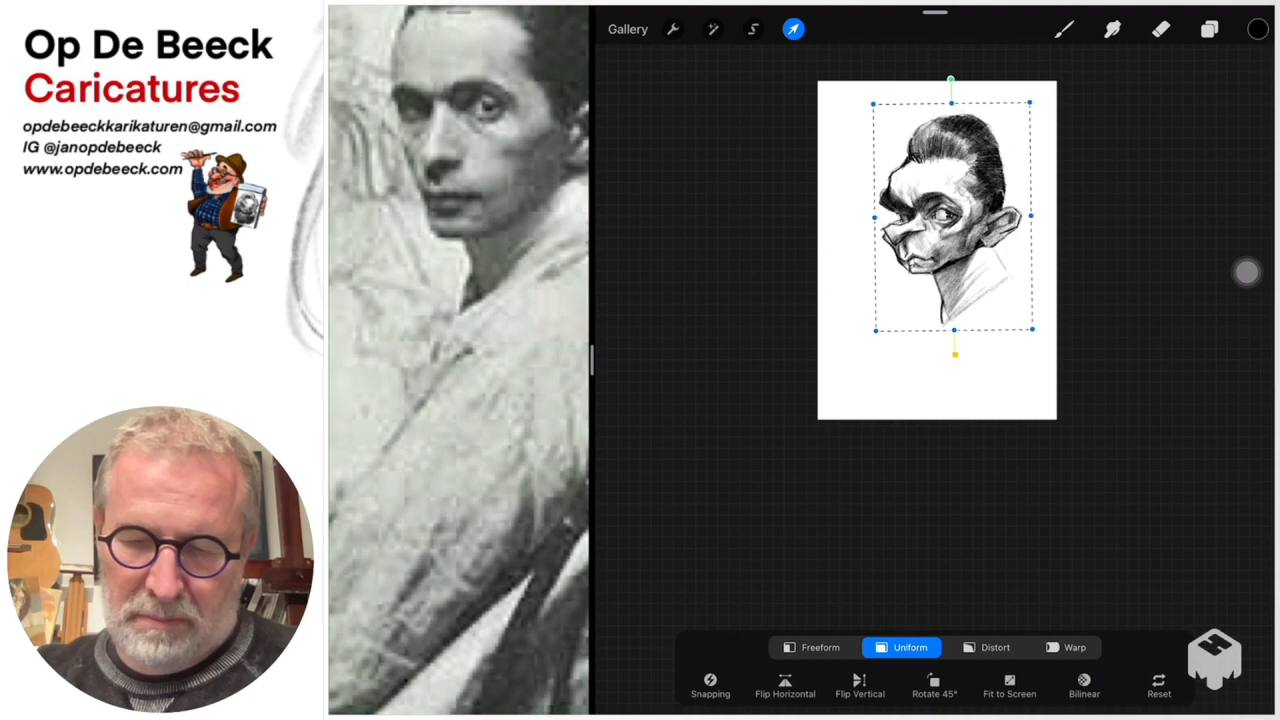 Op De Beeck
Caricatures
opdebeeckkarikaturen@gmail.com
IG @janopdebeeck
www.opdebeeck.com
Gallery
Freeform
Uniform
Distort
Warp
Snapping
Flip Horizontal
Flip Vertical
Rotate 45°
Fit to Screen
Bilinear
Reset